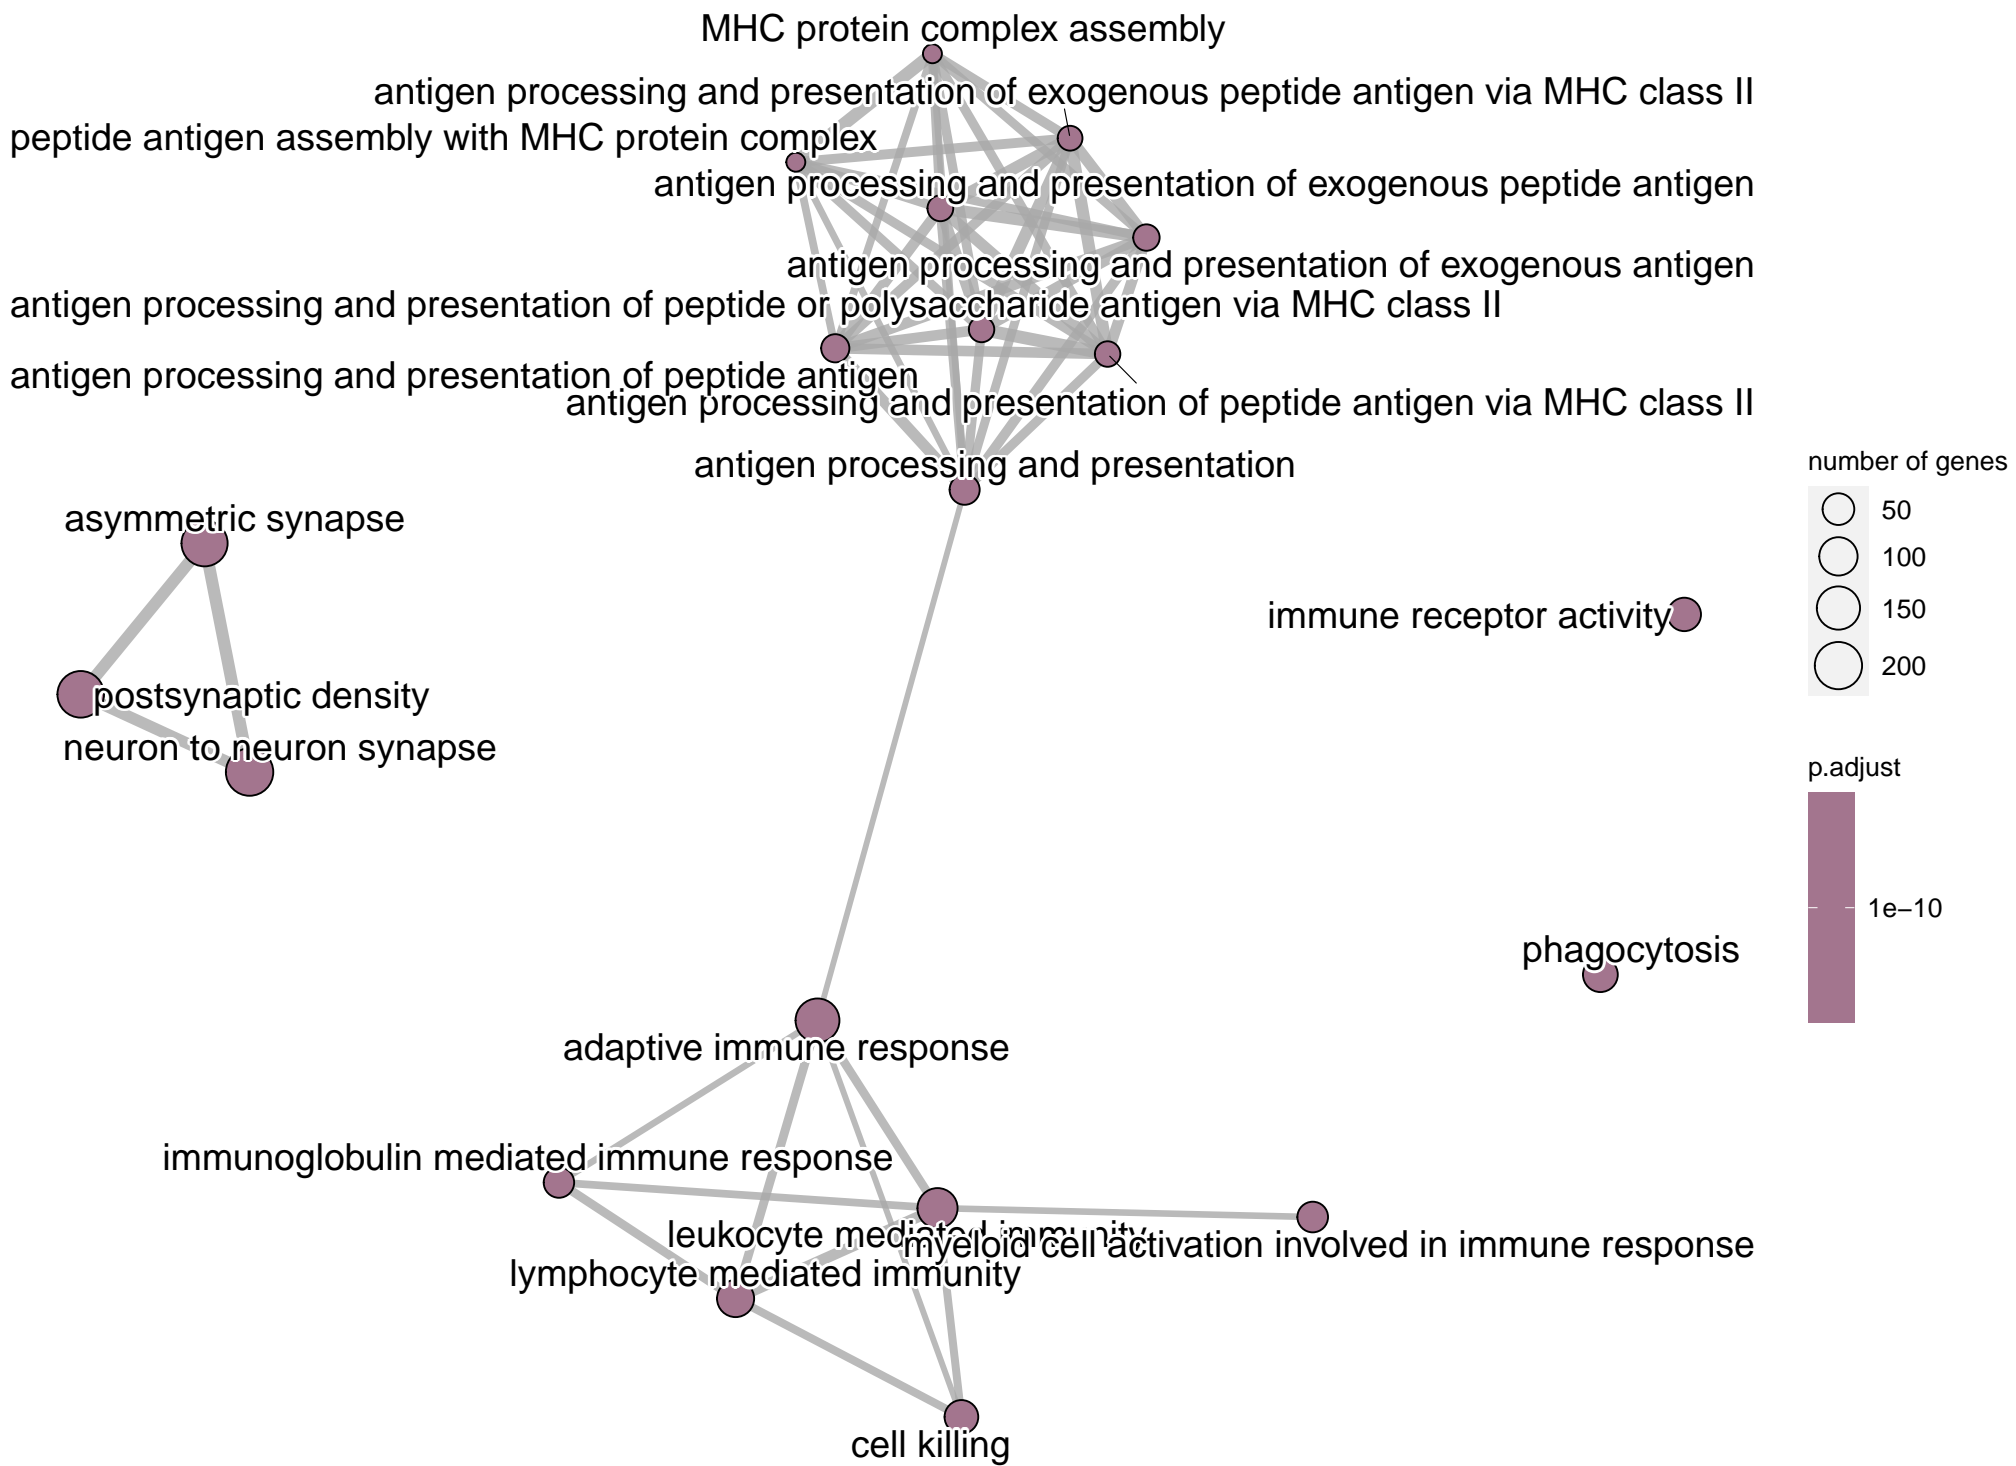 MHC protein complex assembly
antigen processing and presentation of exogenous peptide antigen via MHC class II
peptide antigen assembly with MHC protein complex
antigen processing and presentation of exogenous peptide antigen
antigen processing and presentation of exogenous antigen
antigen processing and presentation of peptide or polysaccharide antigen via MHC class II
antigen processing and presentation of peptide antigen
antigen processing and presentation of peptide antigen via MHC class II
antigen processing and presentation
number of genes
50
100
150
200
asymmetric synapse
immune receptor activity
postsynaptic density
neuron to neuron synapse
p.adjust
1e−10
phagocytosis
adaptive immune response
immunoglobulin mediated immune response
leukocyte mediated immunity
myeloid cell activation involved in immune response
lymphocyte mediated immunity
cell killing